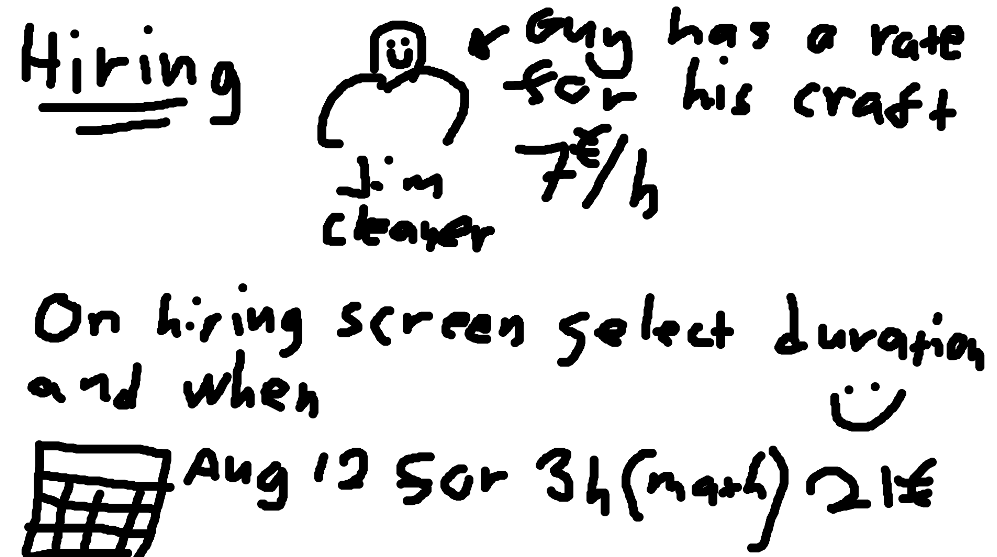 Hiring
Guy has a rate
for his craft
7€/h
Jim
cleaner
On hiring screen select duration
and when
Aug 12 for 3h (math) 21€